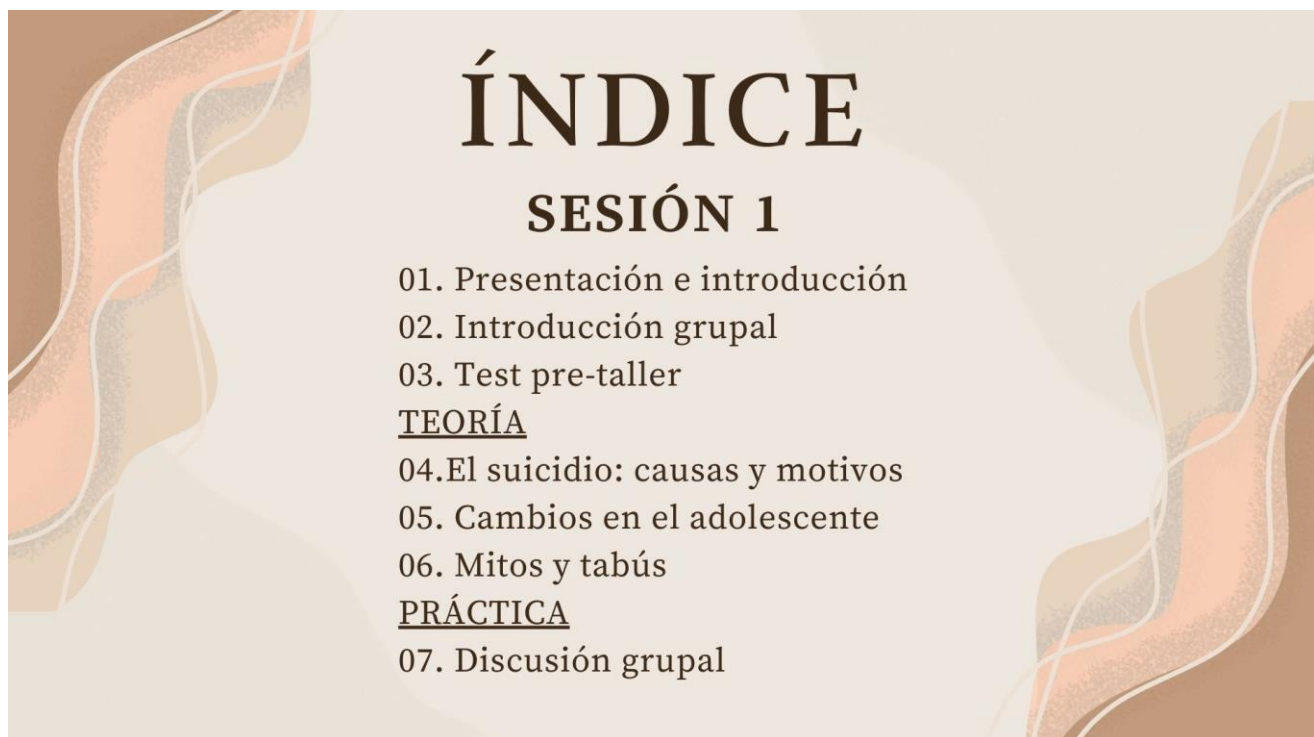 ÍNDICE
SESIÓN 1
01. Presentación e introducción
02. Introducción grupal
03. Test pre-taller
TEORÍA
04.El suicidio: causas y motivos
05. Cambios en el adolescente
06. Mitos y tabús
PRÁCTICA
07. Discusión grupal